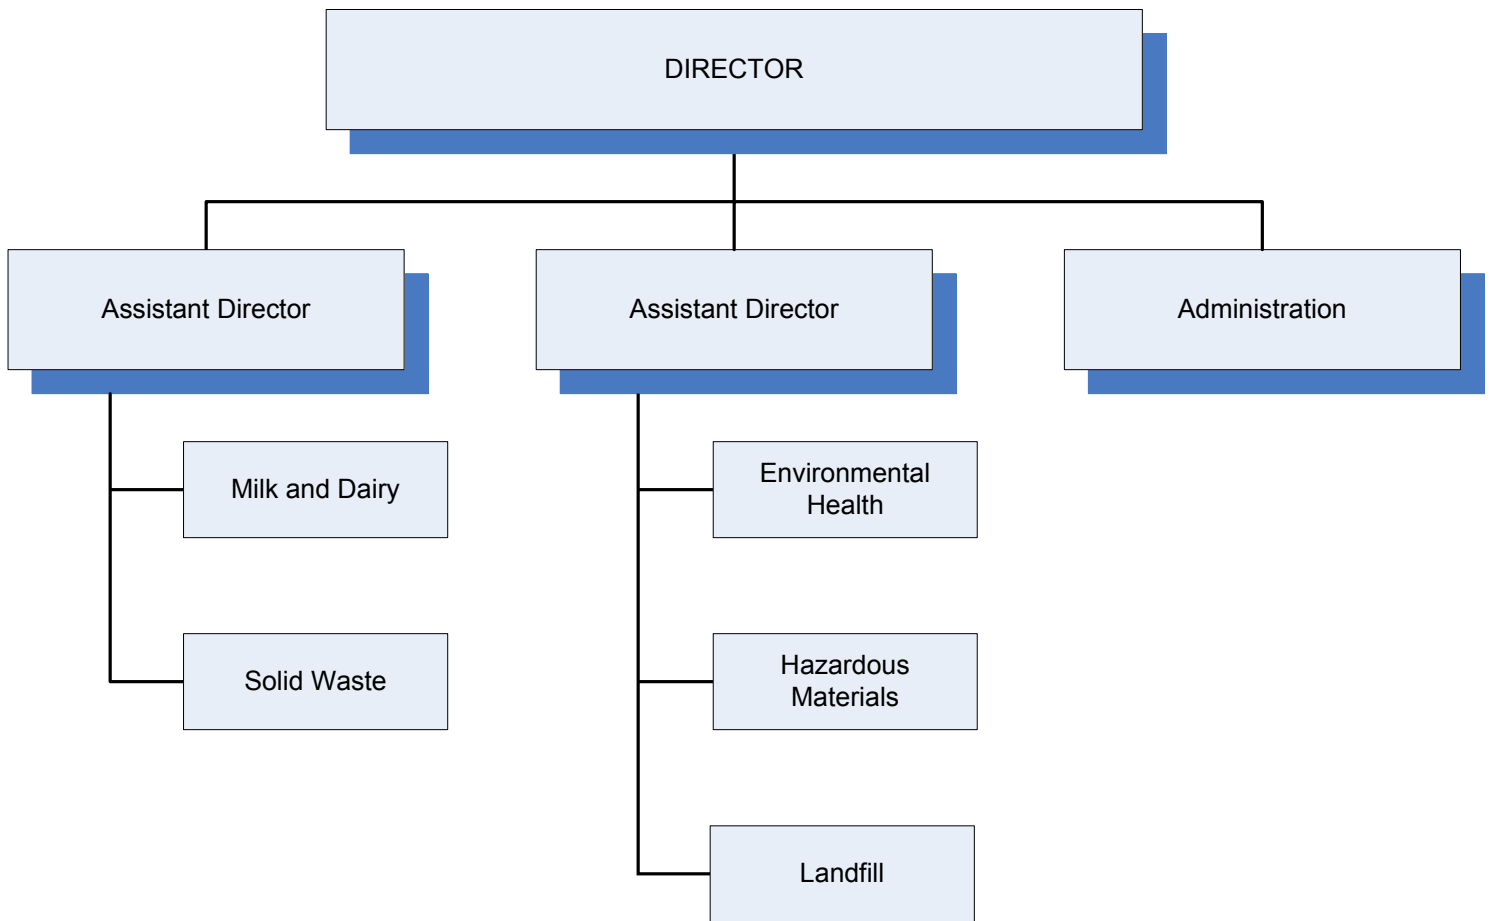 DIRECTOR
Assistant Director
Assistant Director
Administration
Milk and Dairy
Environmental
Health
Solid Waste
Hazardous
Materials
Landfill